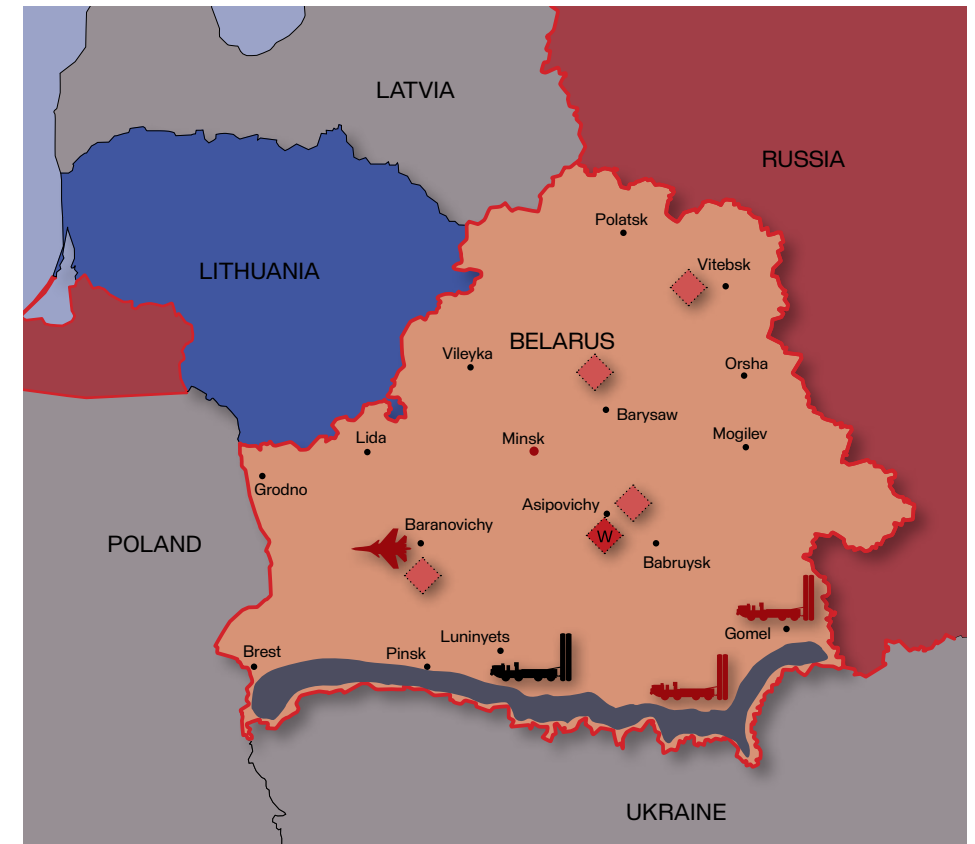 LATVIA
RUSSIA
Polatsk
Vitebsk
LITHUANIA
BELARUS
Vileyka
Orsha
Barysaw
Lida
Minsk
Mogilev
Grodno
Asipovichy
Baranovichy
W
POLAND
Babruysk
Gomel
Luninyets
Brest
Pinsk
UKRAINE